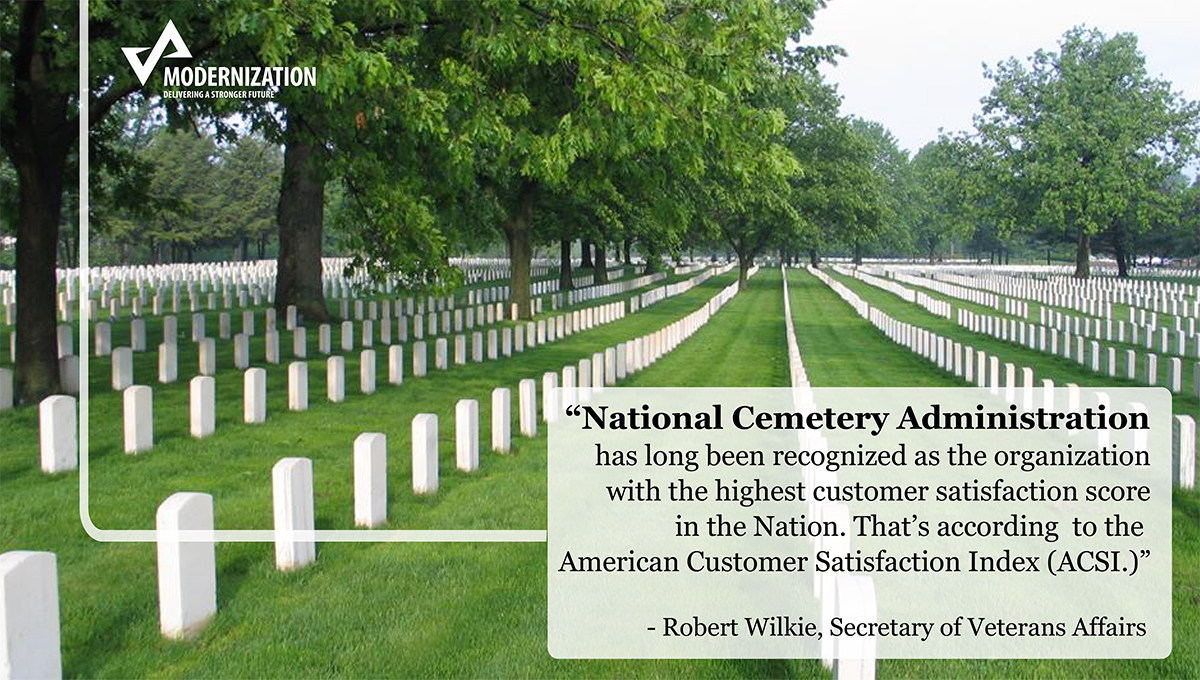 MODERNIZATION
DELIVERING A STRONGER FUTURE
“National Cemetery Administration
has long been recognized as the organization
with the highest customer satisfaction score
in the Nation. That’s according to the
American Customer Satisfaction Index (ACSI.)”
- Robert Wilkie, Secretary of Veterans Affairs